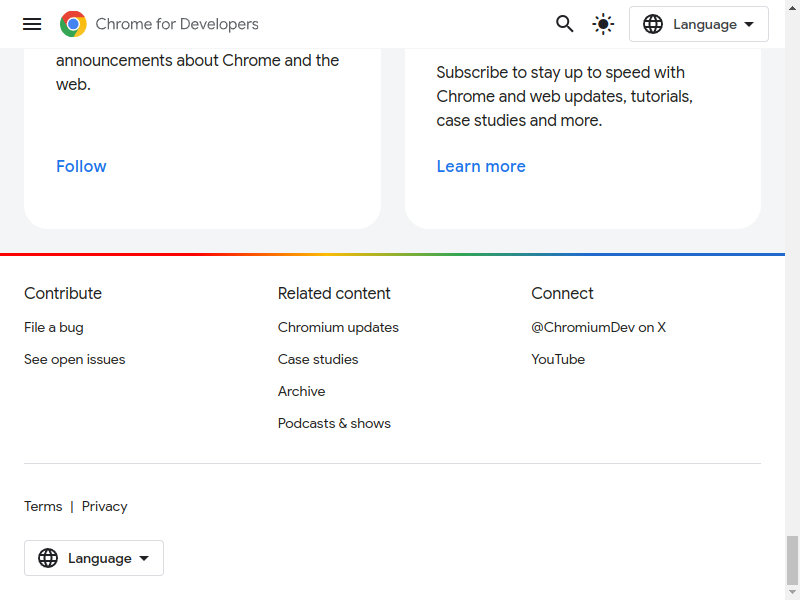 Chrome for Developers
Language
announcements about Chrome and the
web.
Follow
Subscribe to stay up to speed with
Chrome and web updates, tutorials,
case studies and more.
Learn more
Contribute
File a bug
See open issues
Related content
Chromium updates
Case studies
Archive
Podcasts & shows
Connect
@ChromiumDev on X
YouTube
Terms | Privacy
Language